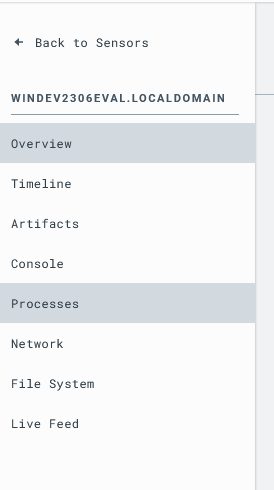 Back to Sensors
WINDEV2306EVAL.LOCALDOMAIN
Overview
Timeline
Artifacts
Console
Processes
Network
File System
Live Feed